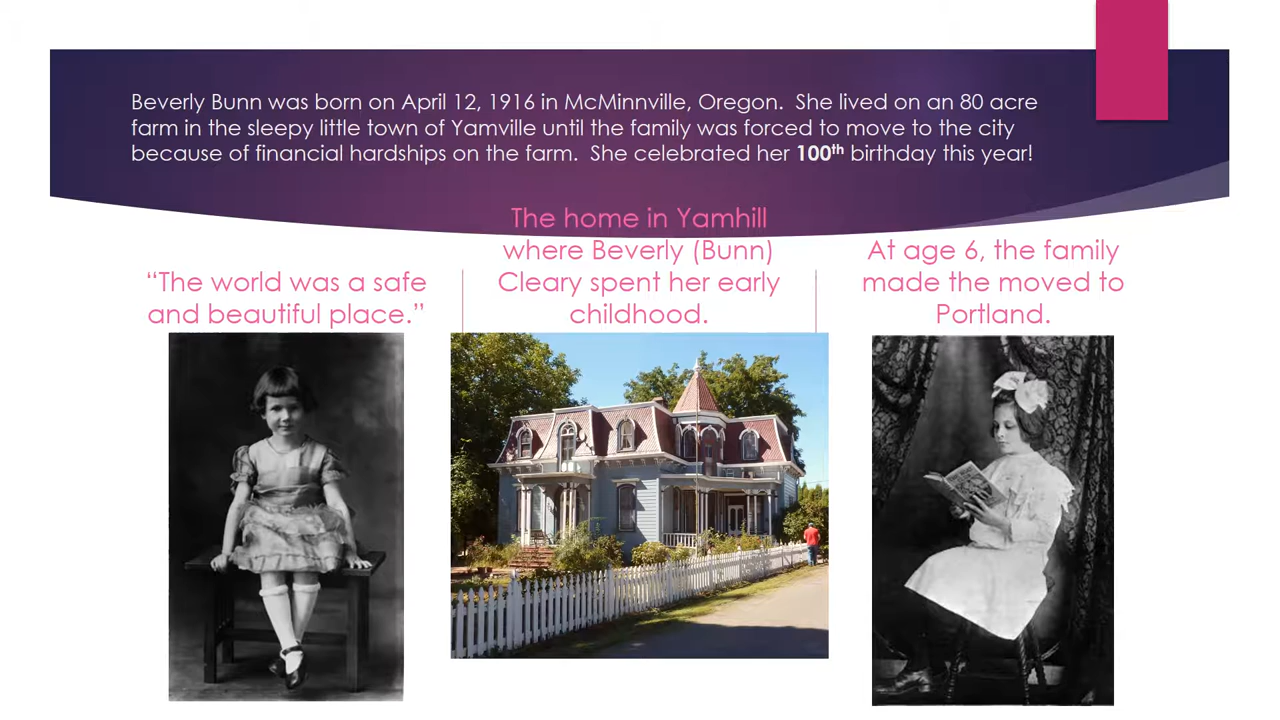 Beverly Bunn was born on April 12, 1916 in McMinnville, Oregon.  She lived on an 80 acre
farm in the sleepy little town of Yamville until the family was forced to move to the city
because of financial hardships on the farm.  She celebrated her 100th birthday this year!
“The world was a safe
and beautiful place.”
The home in Yamhill
where Beverly (Bunn)
Cleary spent her early
childhood.
At age 6, the family
made the moved to
Portland.